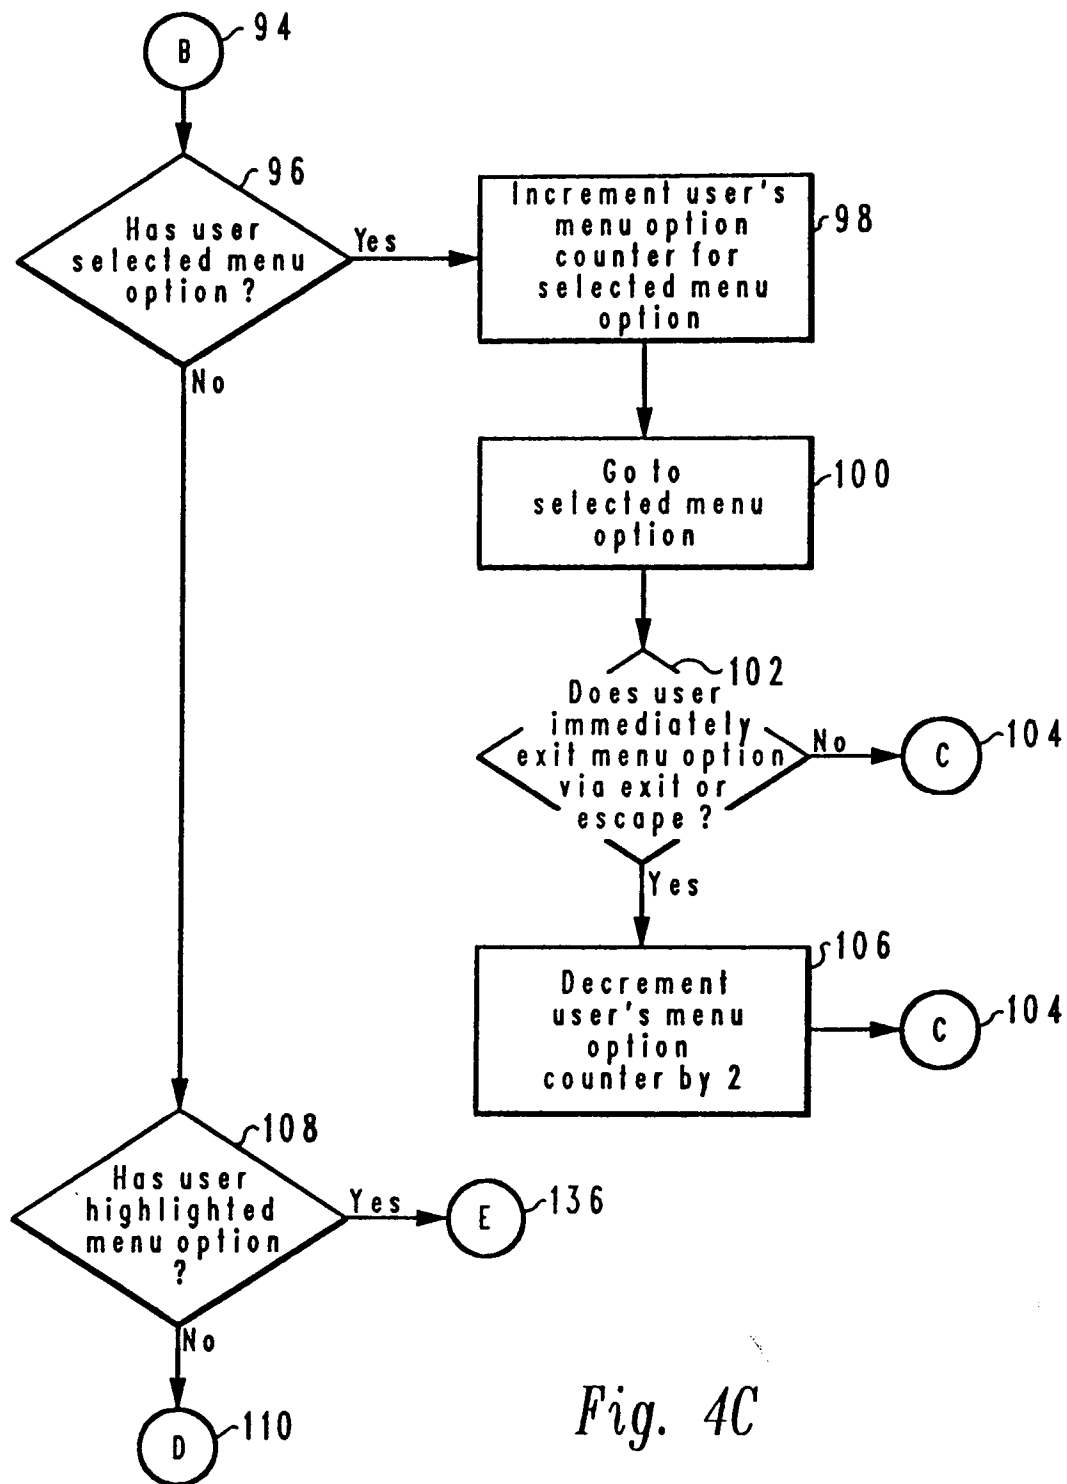 B
94
96
Has user
selected menu
option ?
Yes
No
Increment user's
menu option
counter for
selected menu
option
98
Go to
selected menu
option
100
102
Does user
immediately
exit menu option
via exit or
escape ?
No
C
104
Yes
Decrement
user's menu
option
counter by 2
106
C
104
108
Has user
highlighted
menu option
?
Yes
E
136
No
D
110
Fig. 4C